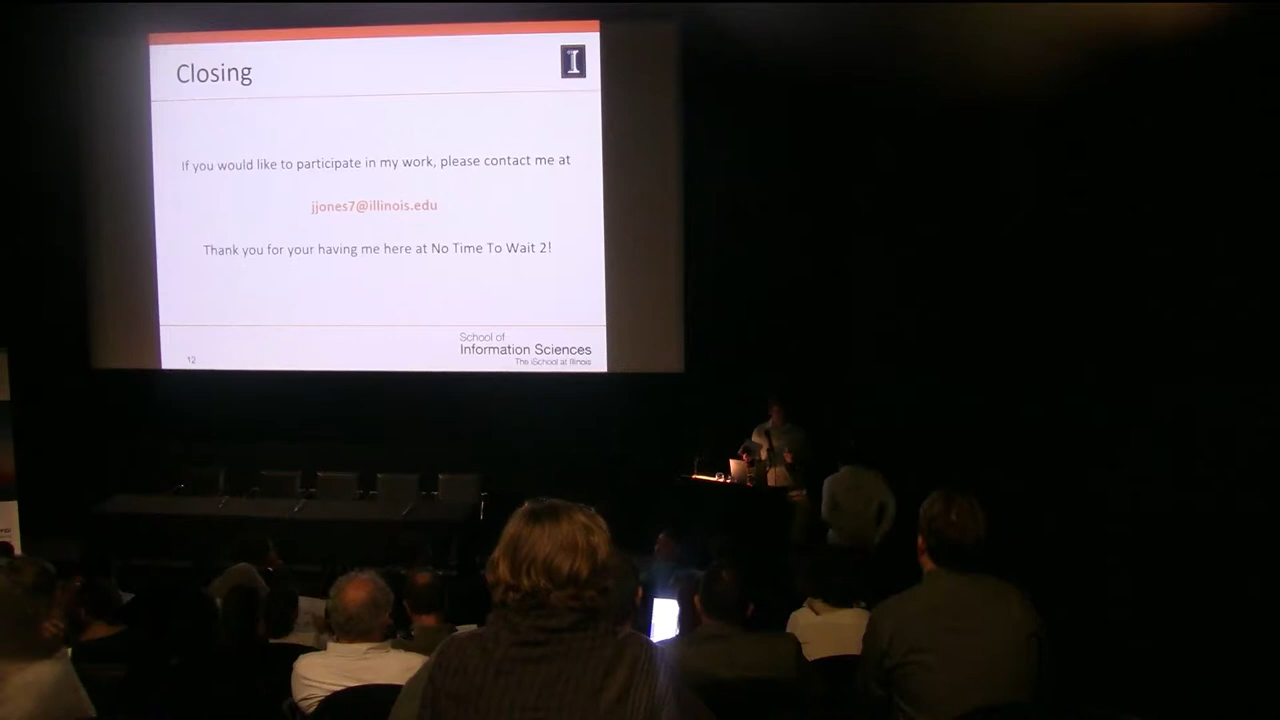 Closing
I
If you would like to participate in my work, please contact me at
jjones7@illinois.edu
Thank you for your having me here at No Time To Wait 2!
School of
Information Sciences
The iSchool at Illinois
12